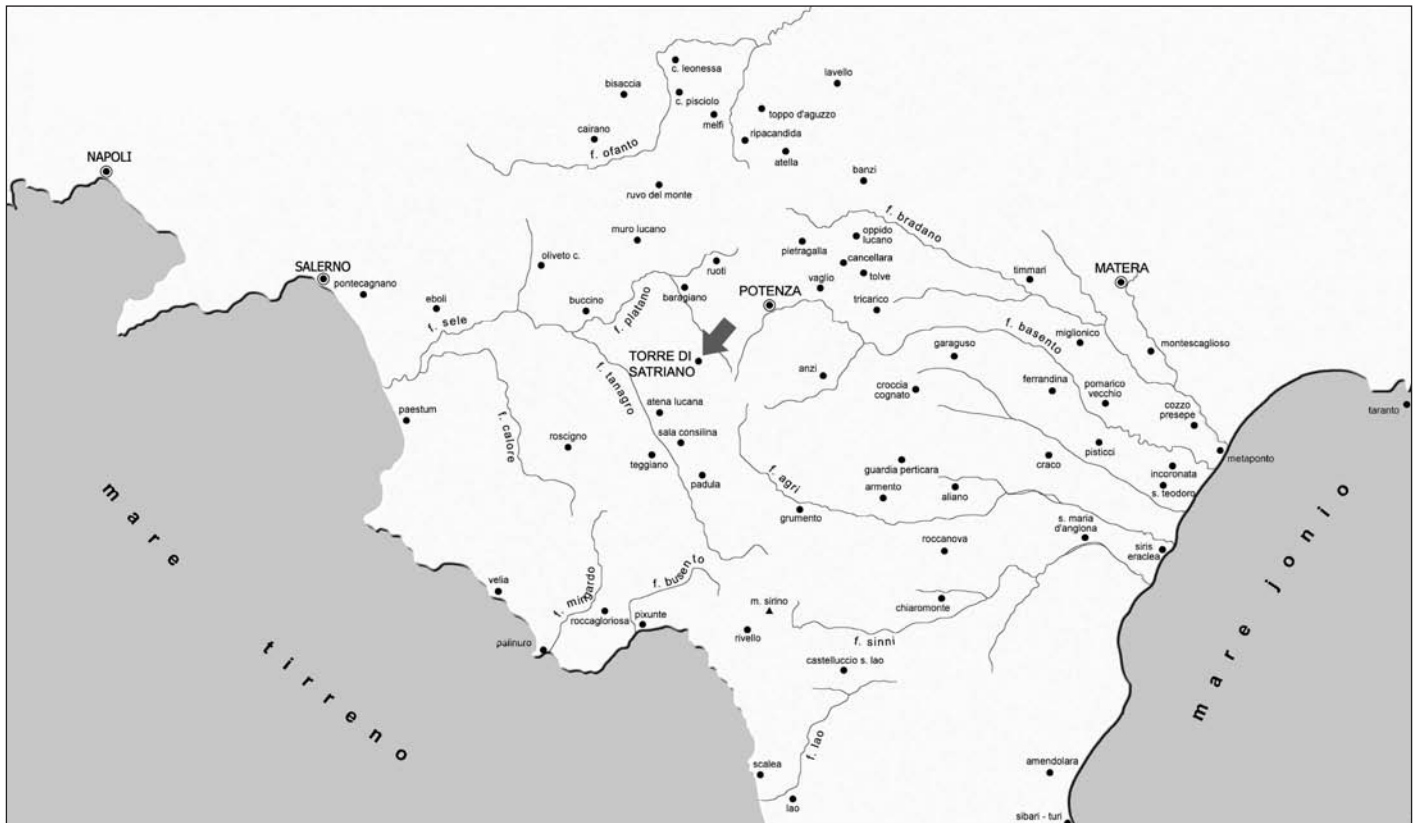 c. leonessa
bisaccia
lavello
c. pisciolo
toppo d'aguzzo
melfi
cairano
ripacandida
f. ofanto
atella
NAPOLI
banzi
ruvo del monte
f. bradano
muro lucano
oppido
lucano
pietragalla
oliveto c.
ruoti
cancellara
SALERNO
timmari
MATERA
tolve
vaglio
pontecagnano
baragiano
POTENZA
eboli
buccino
f. platano
tricarico
f. sele
f. basento
miglionico
garaguso
montescaglioso
TORRE DI
SATRIANO
f. tanagro
anzi
croccia
cognato
ferrandina
pomarico
vecchio
cozzo
presepe
taranto
atena lucana
paestum
f. calore
sala consilina
roscigno
teggiano
pisticci
metaponto
guardia perticara
craco
incoronata
padula
f. agri
armento
aliano
s. teodoro
grumento
s. maria
d'anglona
roccanova
siris
eraclea
mare tirreno
mare jonio
velia
f. busento
f. mingardo
m. sirino
chiaromonte
roccagloriosa
pixunte
rivello
f. sinni
palinuro
castelluccio s. lao
f. lao
scalea
amendolara
lao
sibari - turi